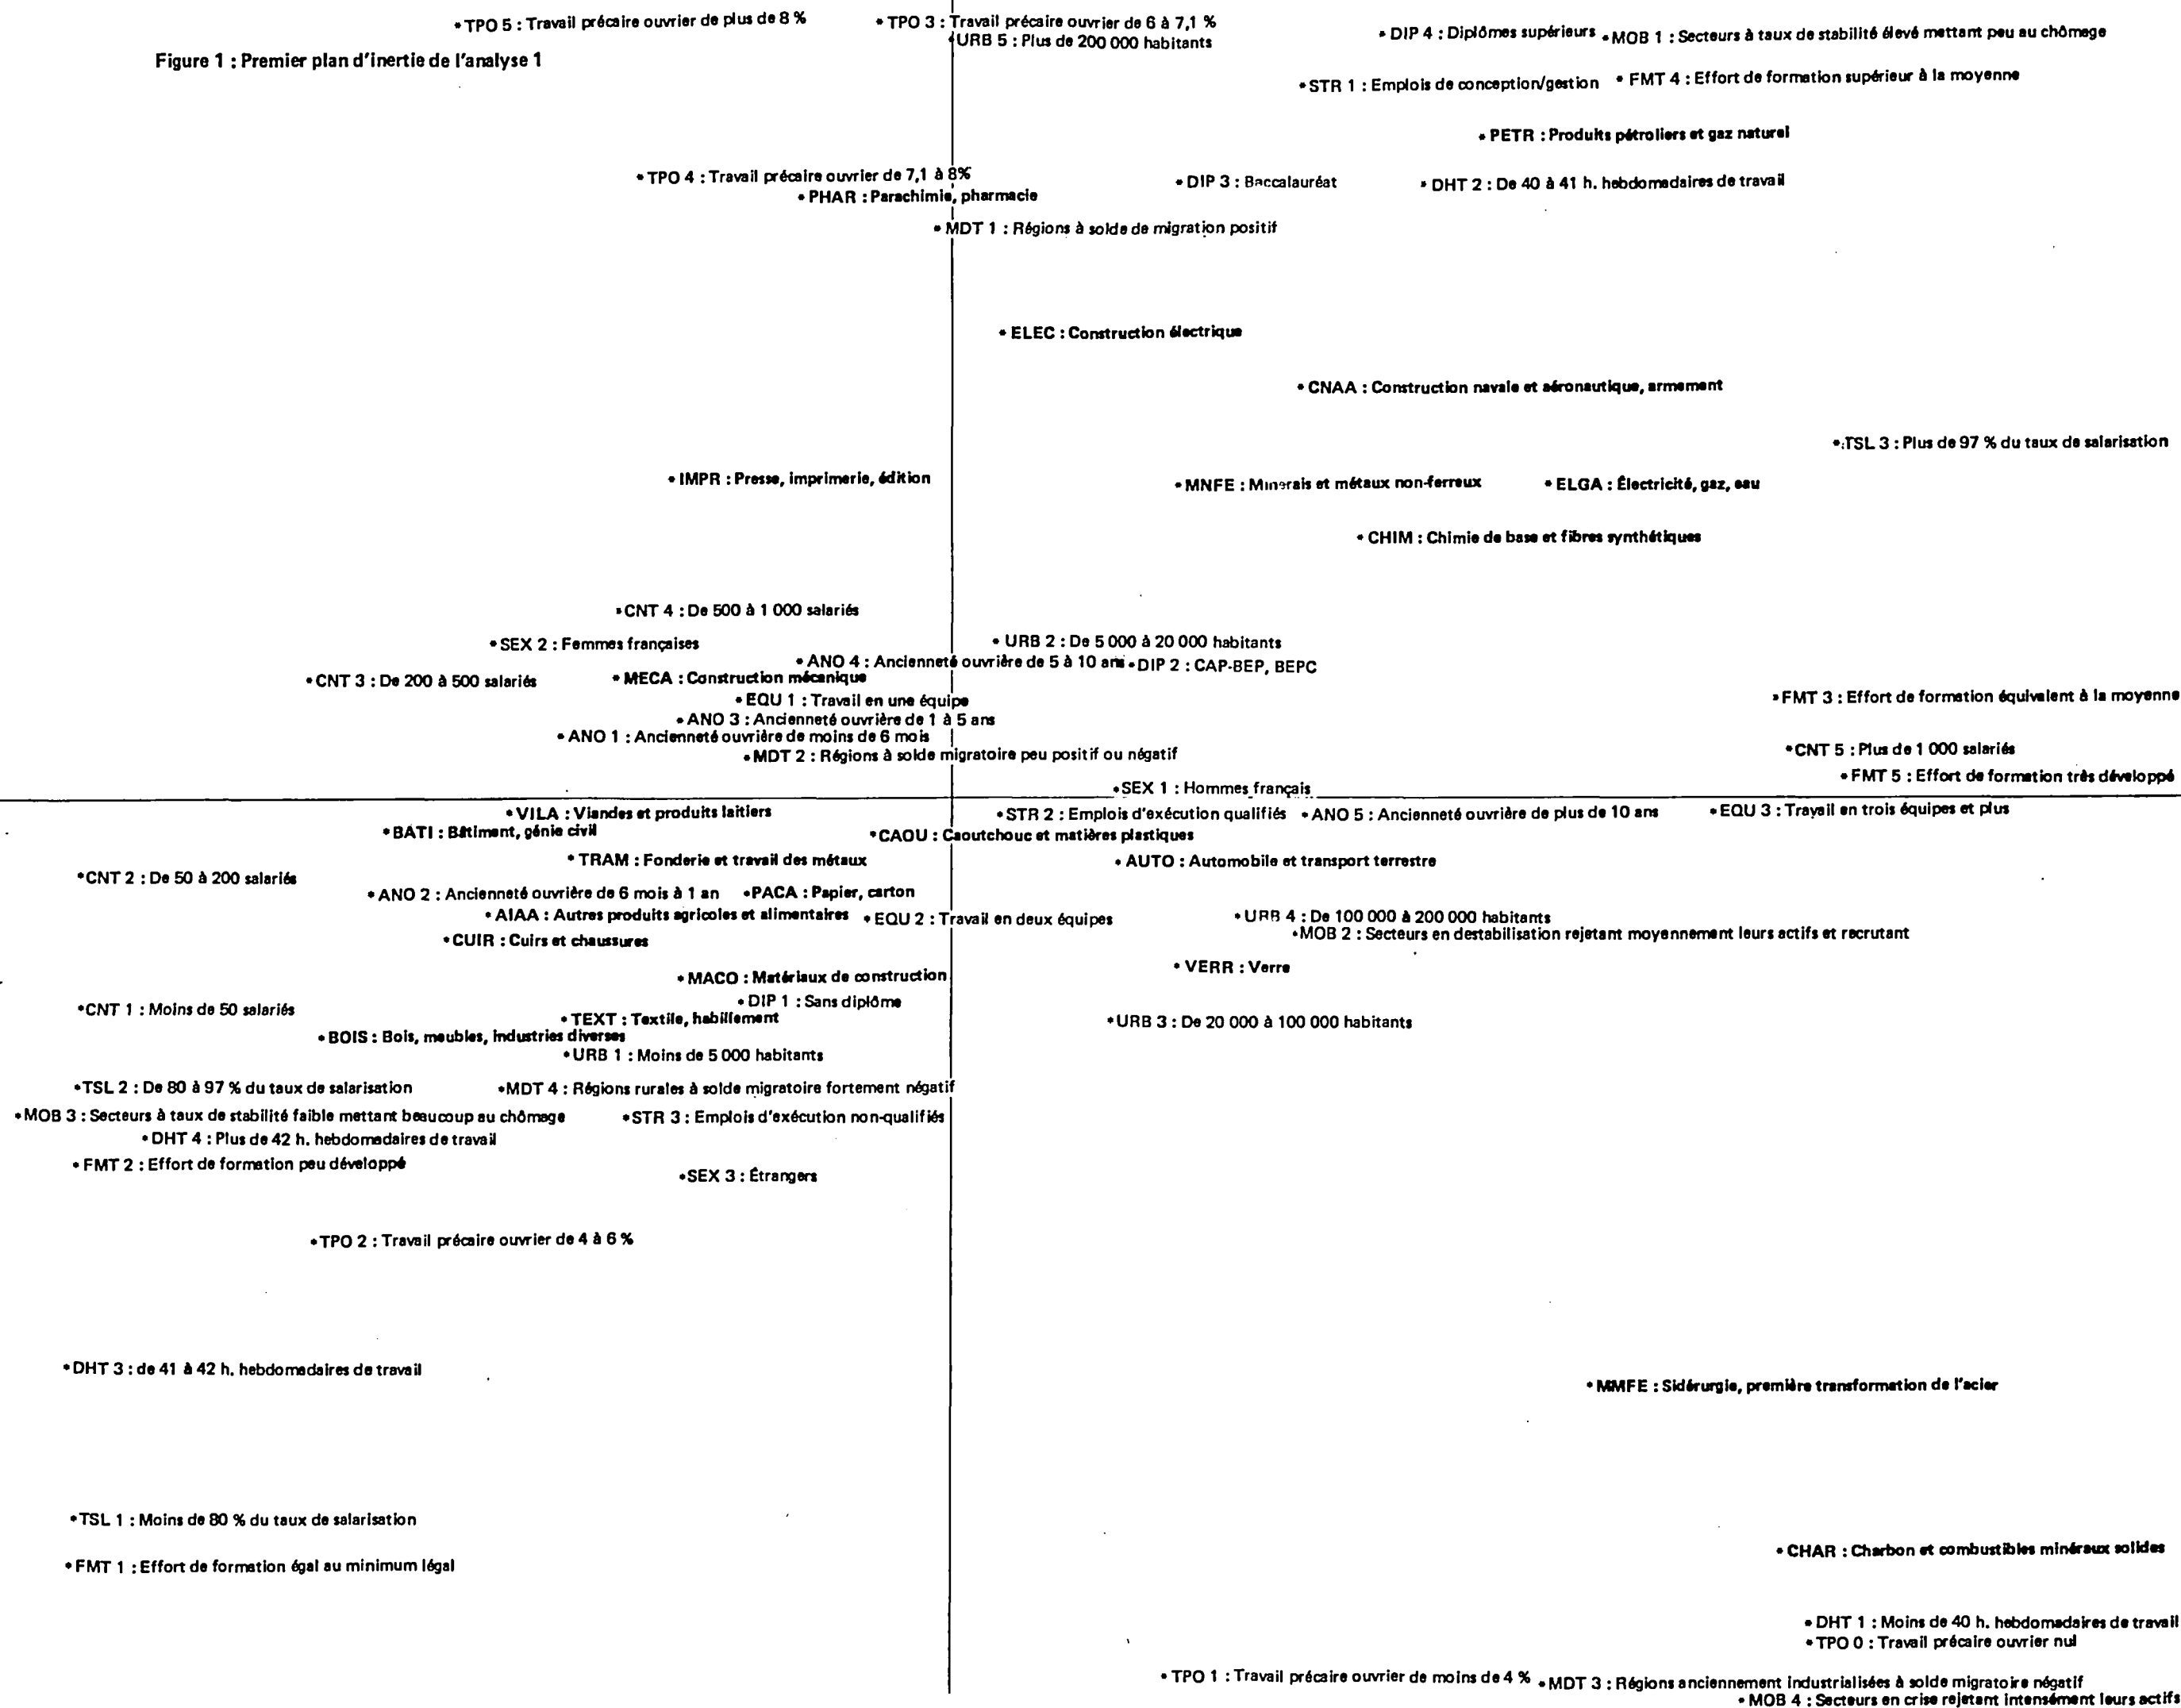 * TPO 5 : Travail précaire ouvrier de plus de 8 %
* TPO 3 : Travail précaire ouvrier de 6 à 7,1 %
URB 5 : Plus de 200 000 habitants
* DIP 4 : Diplômes supérieurs
* MOB 1 : Secteurs à taux de stabilité élevé mettant peu au chômage
Figure 1 : Premier plan d'inertie de l'analyse 1
* STR 1 : Emplois de conception/gestion
* FMT 4 : Effort de formation supérieur à la moyenne
* PETR : Produits pétroliers et gaz naturel
* TPO 4 : Travail précaire ouvrier de 7,1 à 8%
* DIP 3 : Baccalauréat
* DHT 2 : De 40 à 41 h. hebdomadaires de travail
* PHAR : Parachimie, pharmacie
* MDT 1 : Régions à solde de migration positif
* ELEC : Construction électrique
* CNAA : Construction navale et aéronautique, armement
* TSL 3 : Plus de 97 % du taux de salarisation
* IMPR : Presse, imprimerie, édition
* MNFE : Minerais et métaux non-ferreux
* ELGA : Électricité, gaz, eau
* CHIM : Chimie de base et fibres synthétiques
* CNT 4 : De 500 à 1 000 salariés
* SEX 2 : Femmes françaises
* URB 2 : De 5 000 à 20 000 habitants
* ANO 4 : Ancienneté ouvrière de 5 à 10 ans
* DIP 2 : CAP-BEP, BEPC
* CNT 3 : De 200 à 500 salariés
* MECA : Construction mécanique
* EQU 1 : Travail en une équipe
* FMT 3 : Effort de formation équivalent à la moyenne
* ANO 3 : Ancienneté ouvrière de 1 à 5 ans
* ANO 1 : Ancienneté ouvrière de moins de 6 mois
* MDT 2 : Régions à solde migratoire peu positif ou négatif
* CNT 5 : Plus de 1 000 salariés
* FMT 5 : Effort de formation très développé
* SEX 1 : Hommes français
* VILA : Viandes et produits laitiers
* STR 2 : Emplois d'exécution qualifiés
* ANO 5 : Ancienneté ouvrière de plus de 10 ans
* EQU 3 : Travail en trois équipes et plus
* BATI : Bâtiment, génie civil
* CAOU : Caoutchouc et matières plastiques
* TRAM : Fonderie et travail des métaux
* AUTO : Automobile et transport terrestre
* CNT 2 : De 50 à 200 salariés
* ANO 2 : Ancienneté ouvrière de 6 mois à 1 an
* PACA : Papier, carton
* AIAA : Autres produits agricoles et alimentaires
* EQU 2 : Travail en deux équipes
* URB 4 : De 100 000 à 200 000 habitants
* MOB 2 : Secteurs en destabilisation rejetant moyennement leurs actifs et recrutant
* CUIR : Cuirs et chaussures
* VERR : Verre
* MACO : Matériaux de construction
* DIP 1 : Sans diplôme
* CNT 1 : Moins de 50 salariés
* TEXT : Textile, habillement
* URB 3 : De 20 000 à 100 000 habitants
* BOIS : Bois, meubles, industries diverses
* URB 1 : Moins de 5 000 habitants
* TSL 2 : De 80 à 97 % du taux de salarisation
* MDT 4 : Régions rurales à solde migratoire fortement négatif
* MOB 3 : Secteurs à taux de stabilité faible mettant beaucoup au chômage
* STR 3 : Emplois d'exécution non-qualifiés
* DHT 4 : Plus de 42 h. hebdomadaires de travail
* FMT 2 : Effort de formation peu développé
* SEX 3 : Étrangers
* TPO 2 : Travail précaire ouvrier de 4 à 6 %
* DHT 3 : de 41 à 42 h. hebdomadaires de travail
* MMFE : Sidérurgie, première transformation de l'acier
* TSL 1 : Moins de 80 % du taux de salarisation
* CHAR : Charbon et combustibles minéraux solides
* FMT 1 : Effort de formation égal au minimum légal
* DHT 1 : Moins de 40 h. hebdomadaires de travail
* TPO 0 : Travail précaire ouvrier nul
* TPO 1 : Travail précaire ouvrier de moins de 4 %
* MDT 3 : Régions anciennement industrialisées à solde migratoire négatif
* MOB 4 : Secteurs en crise rejetant intensément leurs actifs